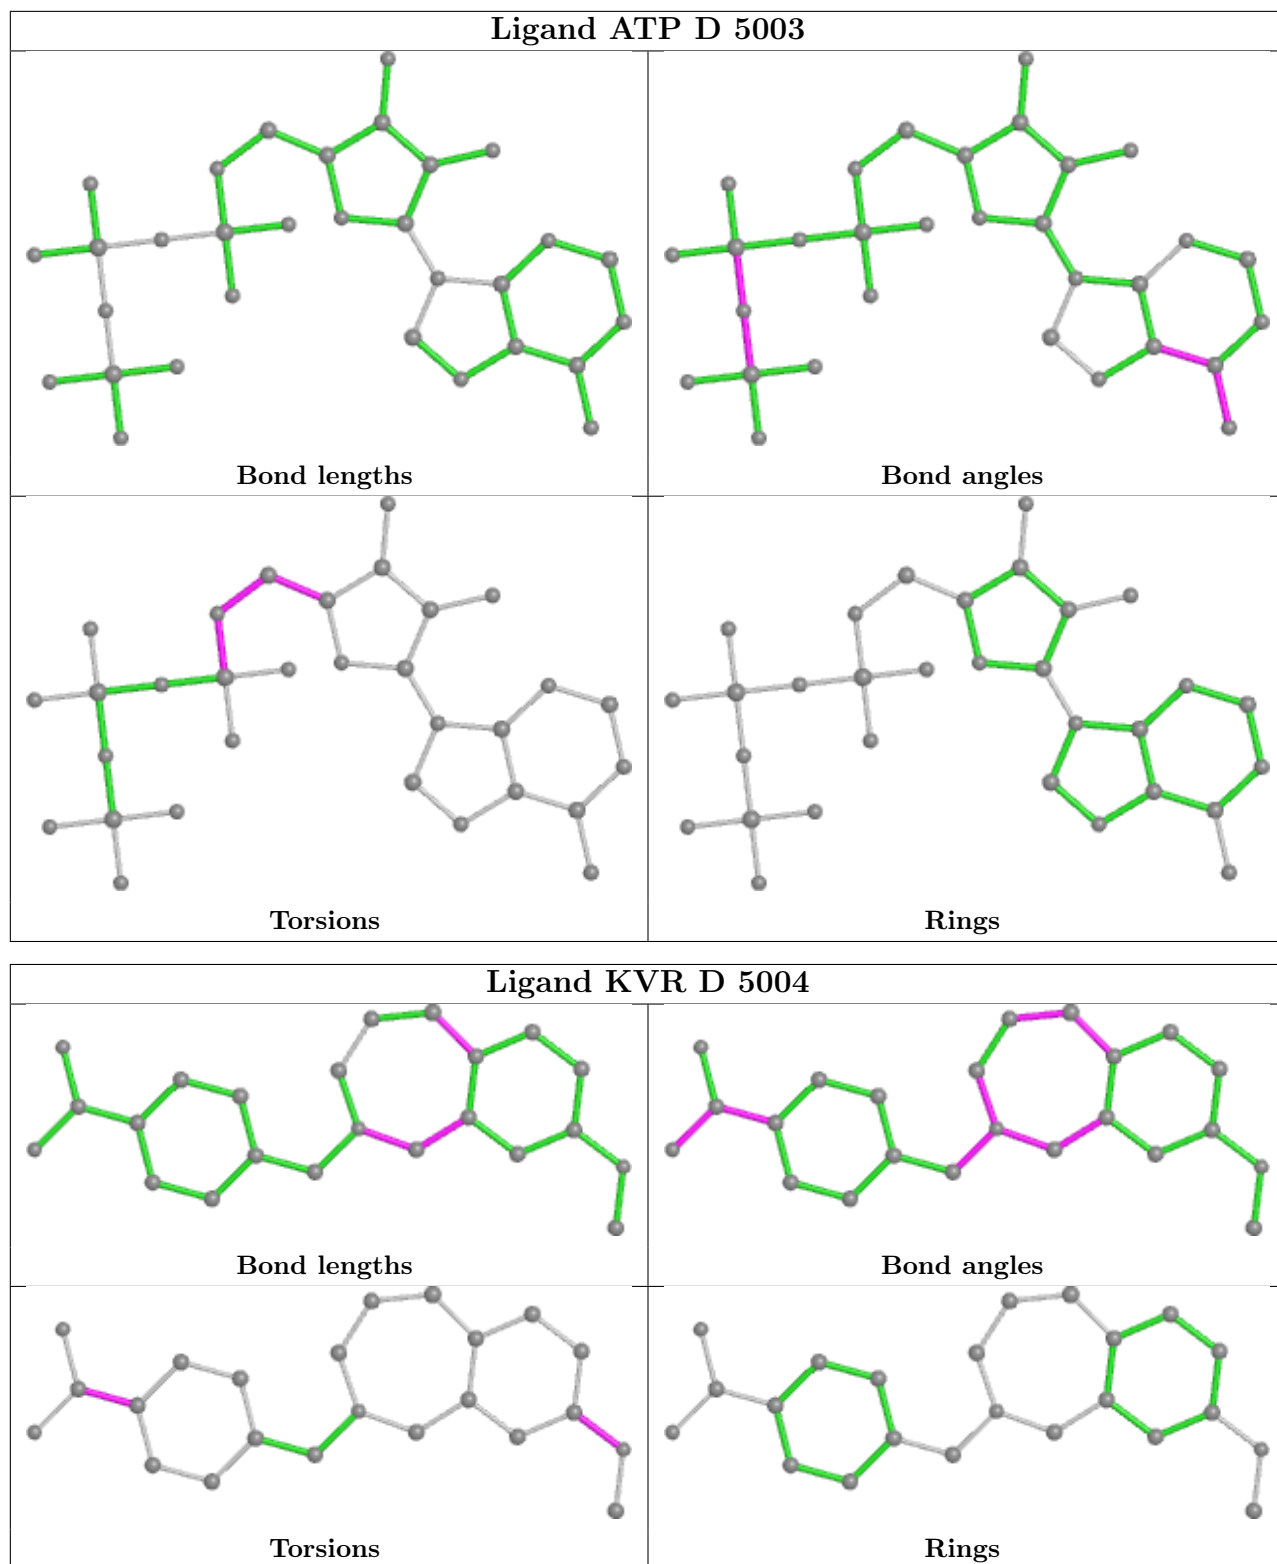 Ligand ATP D 5003
Bond lengths
Bond angles
Torsions
Rings
Ligand KVR D 5004
Bond lengths
Bond angles
Torsions
Rings